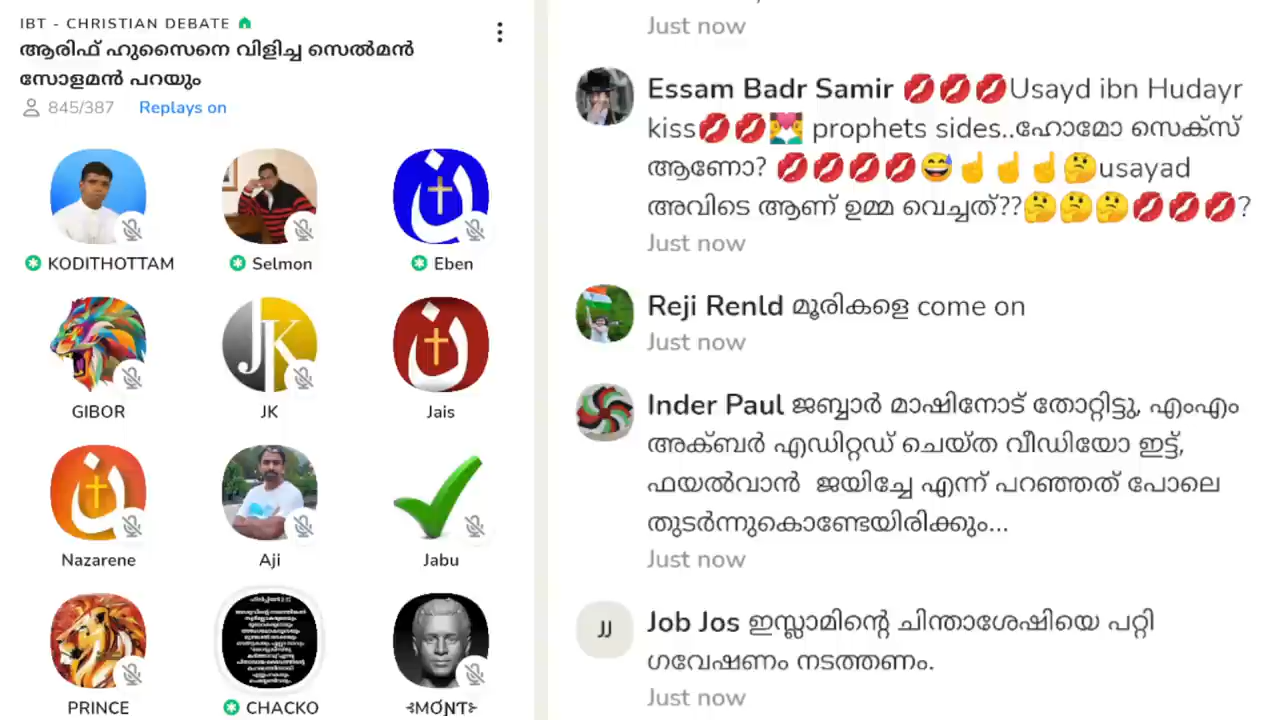 IBT - CHRISTIAN DEBATE
ആരിഫ് ഹുസൈനെ വിളിച്ച സെൽമൻ
സോളമൻ പറയും
845/387 Replays on
KODITHOTTAM Selmon Eben
GIBOR JK Jais
Nazarene Aji Jabu
PRINCE CHACKO ⊰MƠƝƬ⊱
Just now
Essam Badr Samir 💋💋💋Usayd ibn Hudayr
kiss💋💋👨‍❤️‍👨 prophets sides..ഹോമോ സെക്സ്
ആണോ? 💋💋💋💋😅☝️☝️☝️🤔usayad
അവിടെ ആണ് ഉമ്മ വെച്ചത്??🤔🤔🤔💋💋💋?
Just now
Reji Renld മൂരികളെ come on
Just now
Inder Paul ജബ്ബാർ മാഷിനോട് തോറ്റിട്ടു, എംഎം
അക്ബർ എഡിറ്റഡ് ചെയ്ത വീഡിയോ ഇട്ട്,
ഫയൽവാൻ ജയിച്ചേ എന്ന് പറഞ്ഞത് പോലെ
തുടർന്നുകൊണ്ടേയിരിക്കും...
Just now
JJ
Job Jos ഇസ്ലാമിന്റെ ചിന്താശേഷിയെ പറ്റി
ഗവേഷണം നടത്തണം.
Just now